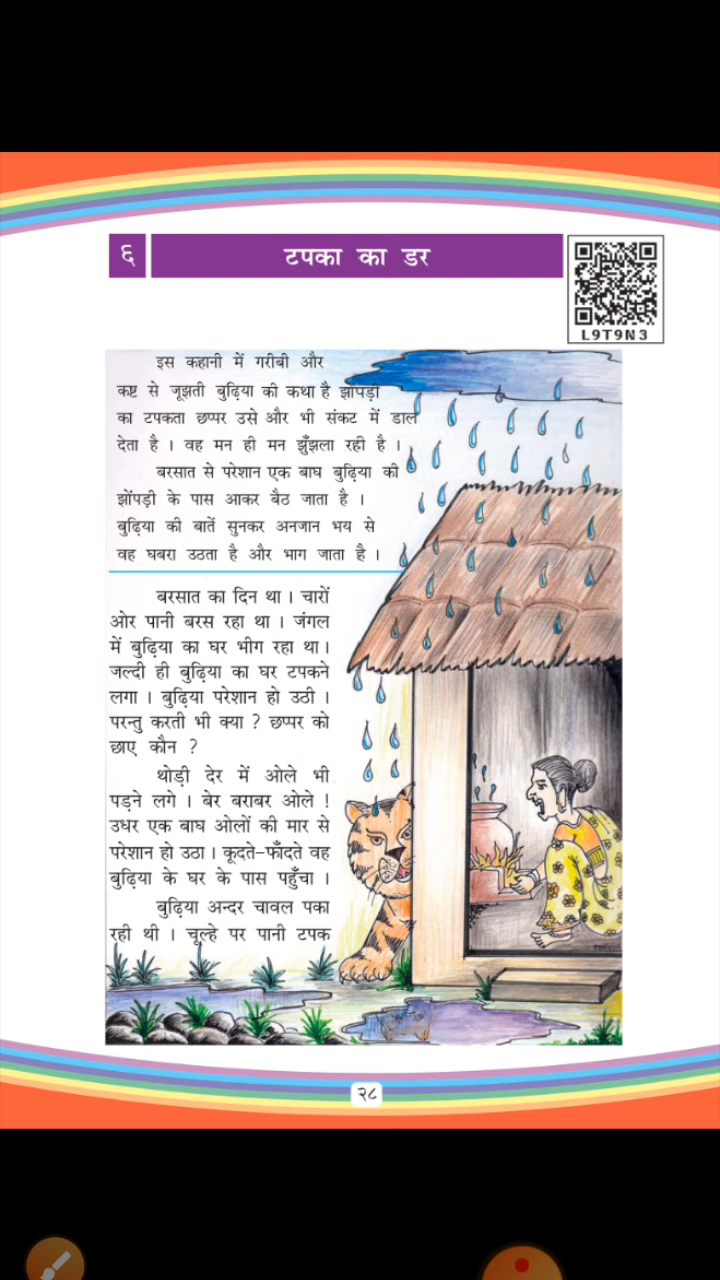 ६
टपका का डर
L9T9N3
इस कहानी में गरीबी और
कष्ट से जूझती बुढ़िया की कथा है झोंपड़ी
का टपकता छप्पर उसे और भी संकट में डाल
देता है । वह मन ही मन झुँझला रही है ।
बरसात से परेशान एक बाघ बुढ़िया की
झोंपड़ी के पास आकर बैठ जाता है ।
बुढ़िया की बातें सुनकर अनजान भय से
वह घबरा उठता है और भाग जाता है ।
बरसात का दिन था । चारों
ओर पानी बरस रहा था । जंगल
में बुढ़िया का घर भीग रहा था।
जल्दी ही बुढ़िया का घर टपकने
लगा । बुढ़िया परेशान हो उठी ।
परन्तु करती भी क्या ? छप्पर को
छाए कौन ?
थोड़ी देर में ओले भी
पड़ने लगे । बेर बराबर ओले !
उधर एक बाघ ओलों की मार से
परेशान हो उठा । कूदते-फाँदते वह
बुढ़िया के घर के पास पहुँचा ।
बुढ़िया अन्दर चावल पका
रही थी । चूल्हे पर पानी टपक
२८